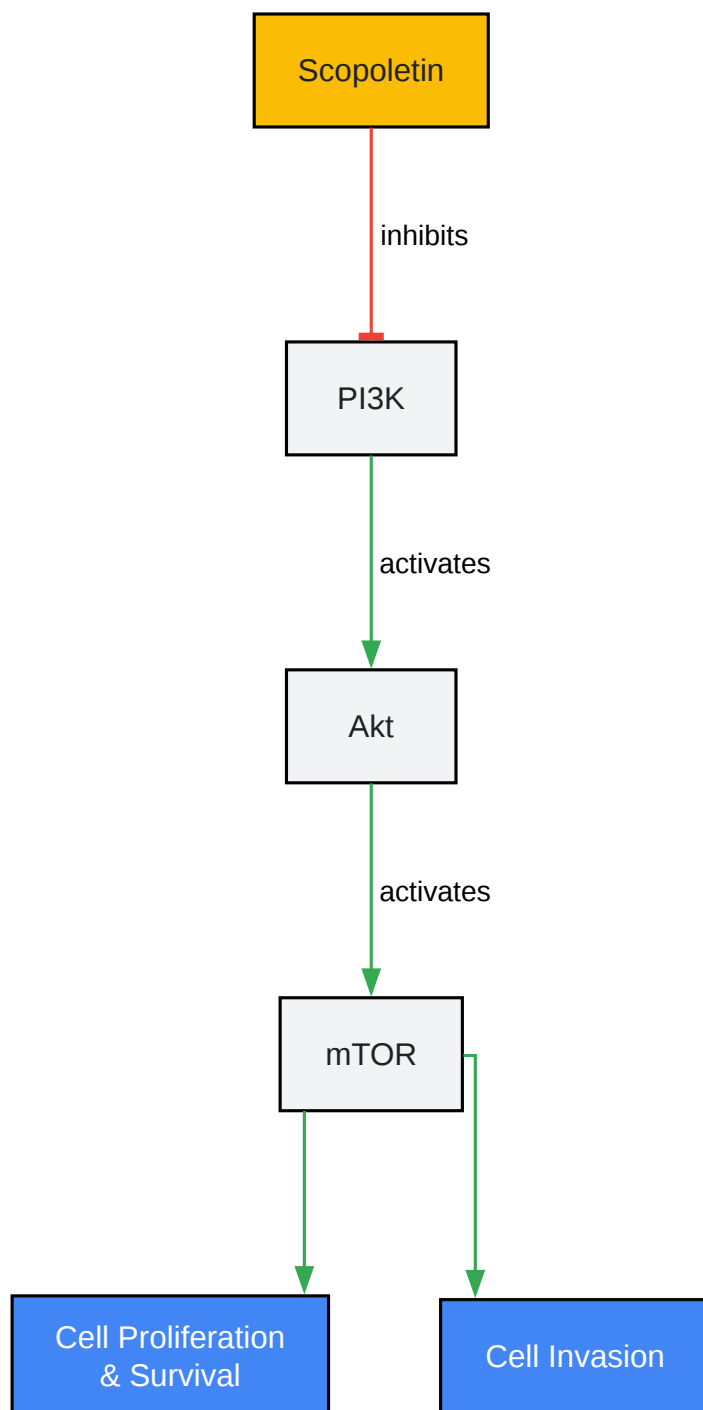 Scopoletin
inhibits
PI3K
activates
Akt
activates
mTOR
Cell Proliferation
& Survival
Cell Invasion